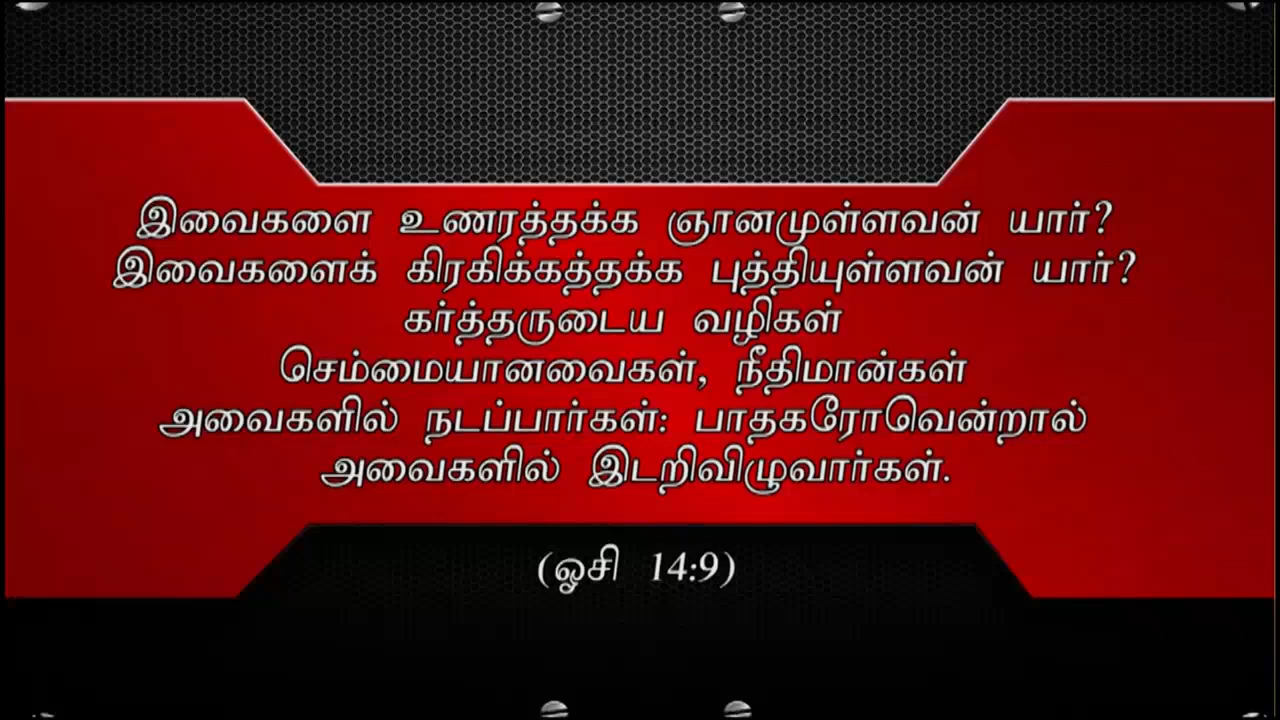 இவைகளை உணரத்தக்க ஞானமுள்ளவன் யார்?
இவைகளைக் கிரகிக்கத்தக்க புத்தியுள்ளவன் யார்?
கர்த்தருடைய வழிகள்
செம்மையானவைகள், நீதிமான்கள்
அவைகளில் நடப்பார்கள்: பாதகரோவென்றால்
அவைகளில் இடறிவிழுவார்கள்.
(ஓசி 14:9)